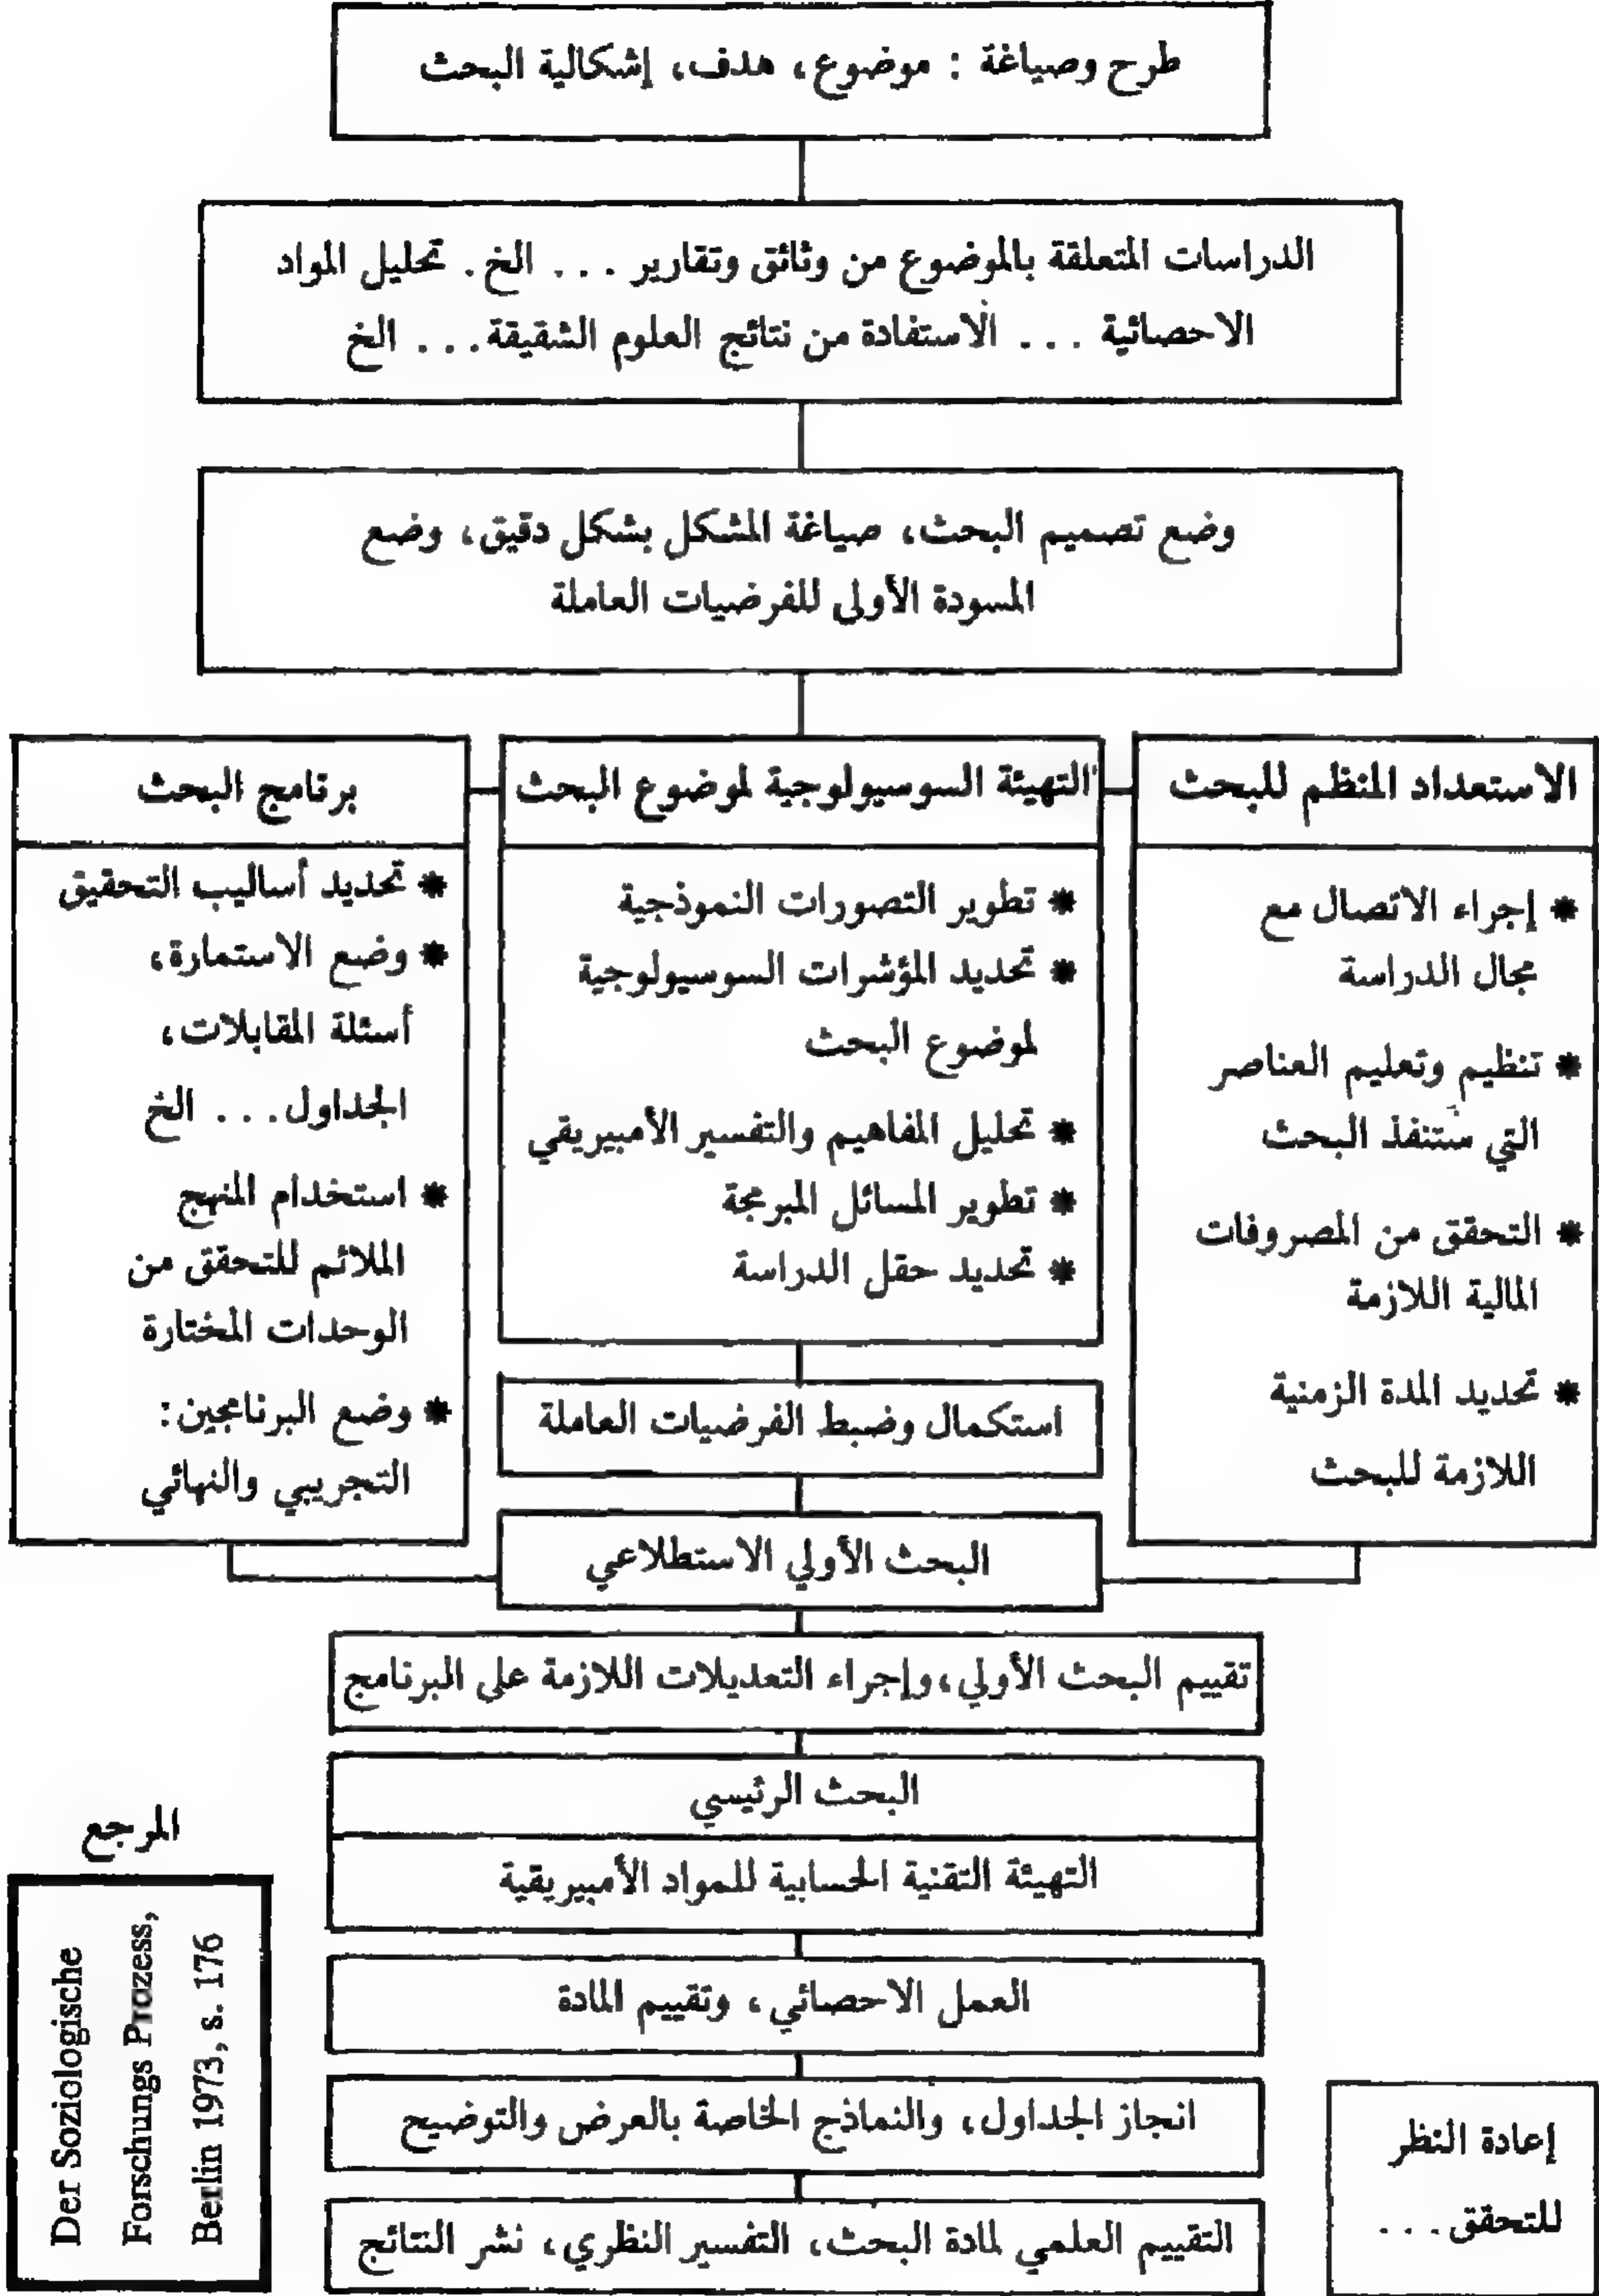 طرح وصياغة : موضوع، هدف، إشكالية البحث
الدراسات المتعلقة بالموضوع من وثائق وتقارير ... الخ. تحليل المواد
الاحصائية ... الاستفادة من نتائج العلوم الشقيقة... الخ
وضع تصميم البحث، صياغة المشكل بشكل دقيق، وضع
المسودة الأولى للفرضيات العاملة
الاستعداد المنظم للبحث
* إجراء الاتصال مع
مجال الدراسة
* تنظيم وتعليم العناصر
التي ستنفذ البحث
* التحقق من المصروفات
المالية اللازمة
* تحديد المدة الزمنية
اللازمة للبحث
التهيئة السوسيولوجية لموضوع البحث
* تطوير التصورات النموذجية
* تحديد المؤشرات السوسيولوجية
لموضوع البحث
* تحليل المفاهيم والتفسير الأمبيريقي
* تطوير المسائل المبرمجة
* تحديد حقل الدراسة
برنامج البحث
* تحديد أساليب التحقيق
* وضع الاستمارة،
أسئلة المقابلات،
الجداول... الخ
* استخدام المنهج
الملائم للتحقق من
الوحدات المختارة
* وضع البرنامجين:
التجريبي والنهائي
استكمال وضبط الفرضيات العاملة
البحث الأولي الاستطلاعي
تقييم البحث الأولي، وإجراء التعديلات اللازمة على البرنامج
البحث الرئيسي
التهيئة التقنية الحسابية للمواد الأمبيريقية
العمل الاحصائي، وتقييم المادة
انجاز الجداول، والنماذج الخاصة بالعرض والتوضيح
التقييم العلمي لمادة البحث، التفسير النظري، نشر النتائج
إعادة النظر
للتحقق...
المرجع
Der Soziologische
Forschungs Prozess,
Berlin 1973, s. 176